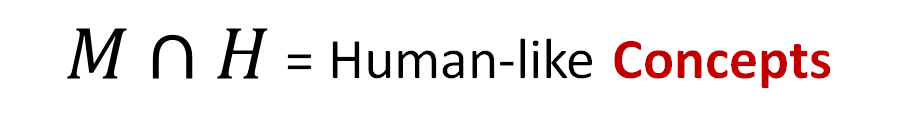 M ∩ H = Human-like Concepts